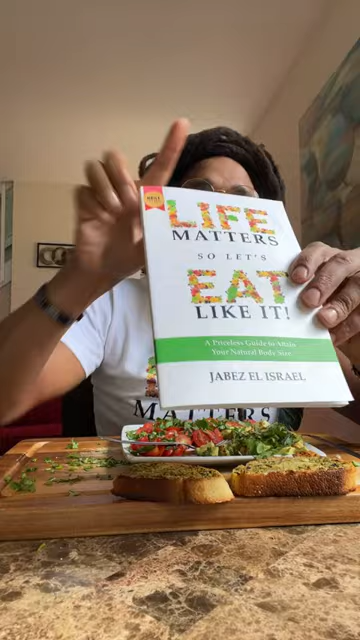 BEST
LIFE
MATTERS
SO LET'S
EAT
LIKE IT!
A Priceless Guide to Attain
Your Natural Body Size
JABEZ EL ISRAEL
MATTERS